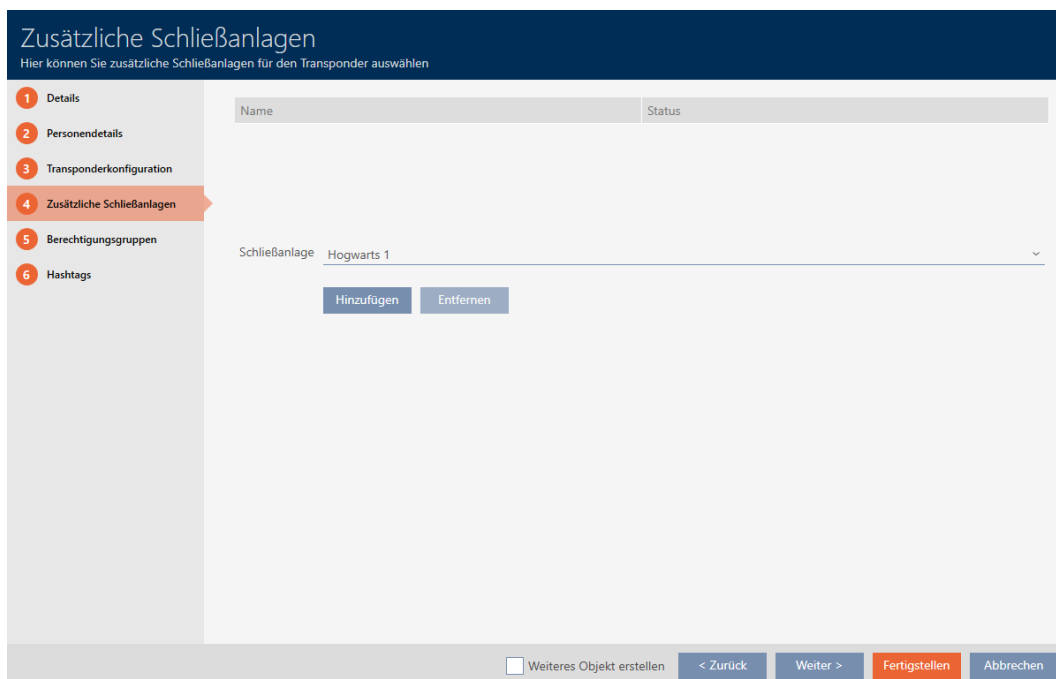 Zusätzliche Schließanlagen
Hier können Sie zusätzliche Schließanlagen für den Transponder auswählen
1 Details
2 Personendetails
3 Transponderkonfiguration
4 Zusätzliche Schließanlagen
5 Berechtigungsgruppen
6 Hashtags
Name Status
Schließanlage Hogwarts 1
Hinzufügen Entfernen
Weiteres Objekt erstellen < Zurück Weiter > Fertigstellen Abbrechen